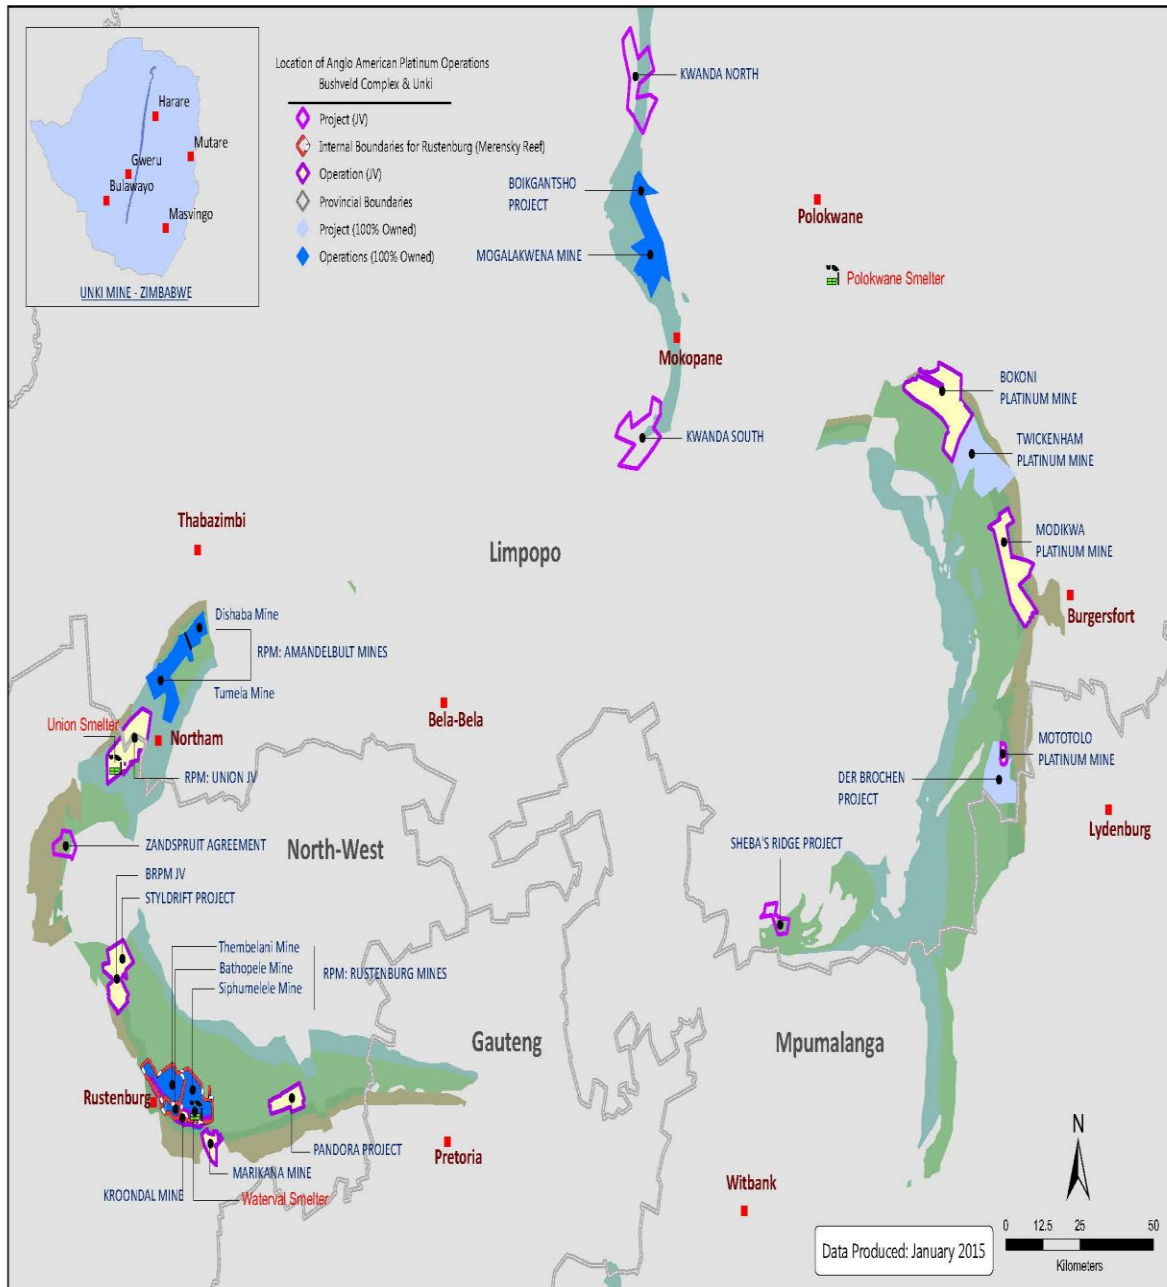 Harare
Mutare
Gweru
Bulawayo
Masvingo
UNKI MINE - ZIMBABWE
Location of Anglo American Platinum Operations
Bushveld Complex & Unki
Project (JV)
Internal Boundaries for Rustenburg (Merensky Reef)
Operation (JV)
Provincial Boundaries
Project (100% Owned)
Operations (100% Owned)
KWANDA NORTH
BOIKGANTSHO
PROJECT
MOGALAKWENA MINE
Polokwane
Polokwane Smelter
Mokopane
KWANDA SOUTH
BOKONI
PLATINUM MINE
TWICKENHAM
PLATINUM MINE
MODIKWA
PLATINUM MINE
Burgersfort
Thabazimbi
Limpopo
Dishaba Mine
RPM: AMANDELBULT MINES
Tumela Mine
Union Smelter
Northam
RPM: UNION JV
Bela-Bela
MOTOTOLO
PLATINUM MINE
DER BROCHEN
PROJECT
Lydenburg
ZANDSPRUIT AGREEMENT
North-West
SHEBA'S RIDGE PROJECT
BRPM JV
STYLDRIFT PROJECT
Thembelani Mine
Bathopele Mine
Siphumelele Mine
RPM: RUSTENBURG MINES
Gauteng
Mpumalanga
Rustenburg
PANDORA PROJECT
Pretoria
MARIKANA MINE
KROONDAL MINE
Waterval Smelter
Witbank
N
Data Produced: January 2015
0 12.5 25 50
Kilometers